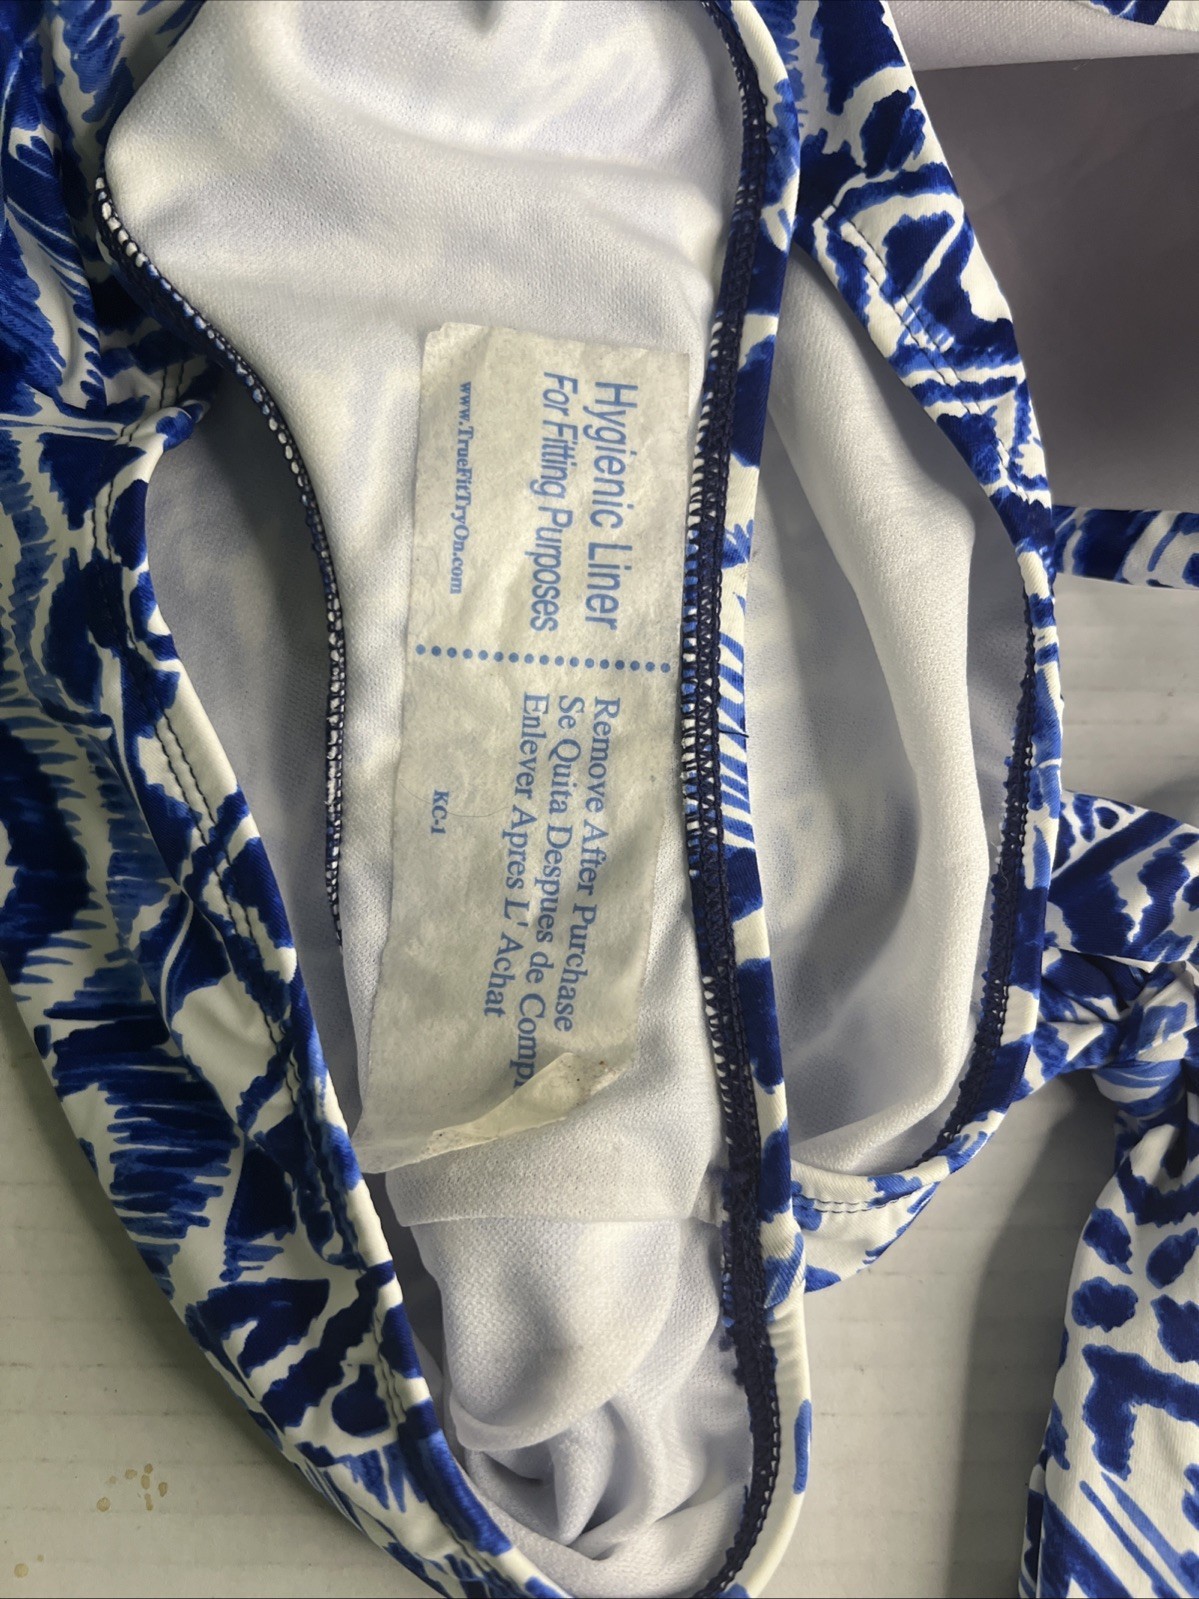 Hygienic Liner
For Fitting Purposes
www.TrueFitTryOn.com
Remove After Purchase
Se Quita Despues de
Enlever Apres L' Achat
KC-1